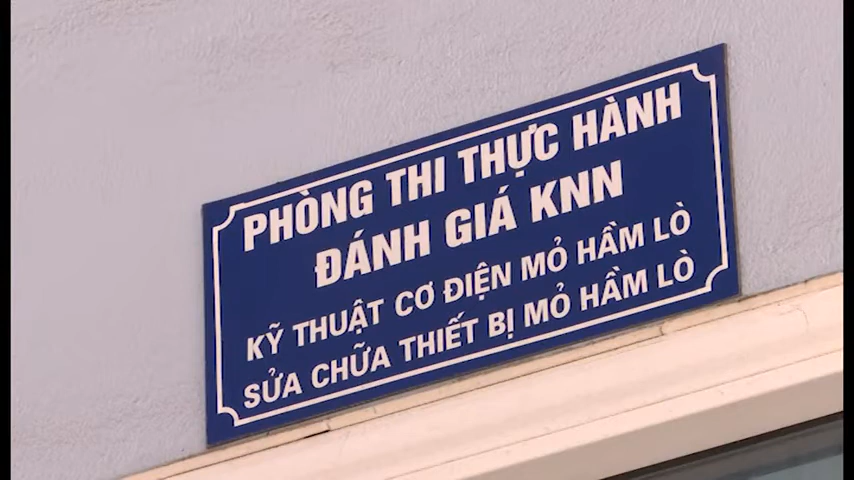 PHÒNG THI THỰC HÀNH
ĐÁNH GIÁ KNN
KỸ THUẬT CƠ ĐIỆN MỎ HẦM LÒ
SỬA CHỮA THIẾT BỊ MỎ HẦM LÒ